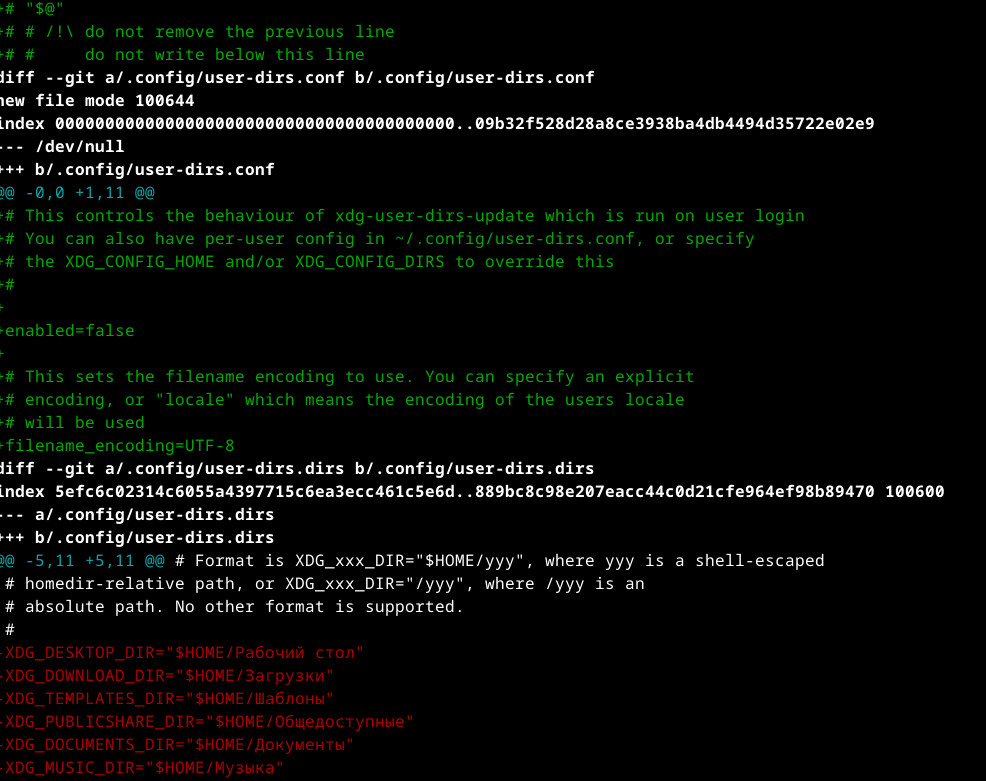 +# "$@"
+# # /!\ do not remove the previous line
+# #     do not write below this line
diff --git a/.config/user-dirs.conf b/.config/user-dirs.conf
new file mode 100644
index 0000000000000000000000000000000000000000..09b32f528d28a8ce3938ba4db4494d35722e02e9
--- /dev/null
+++ b/.config/user-dirs.conf
@@ -0,0 +1,11 @@
+# This controls the behaviour of xdg-user-dirs-update which is run on user login
+# You can also have per-user config in ~/.config/user-dirs.conf, or specify
+# the XDG_CONFIG_HOME and/or XDG_CONFIG_DIRS to override this
+#
+
+enabled=false
+
+# This sets the filename encoding to use. You can specify an explicit
+# encoding, or "locale" which means the encoding of the users locale
+# will be used
+filename_encoding=UTF-8
diff --git a/.config/user-dirs.dirs b/.config/user-dirs.dirs
index 5efc6c02314c6055a4397715c6ea3ecc461c5e6d..889bc8c98e207eacc44c0d21cfe964ef98b89470 100600
--- a/.config/user-dirs.dirs
+++ b/.config/user-dirs.dirs
@@ -5,11 +5,11 @@ # Format is XDG_xxx_DIR="$HOME/yyy", where yyy is a shell-escaped
 # homedir-relative path, or XDG_xxx_DIR="/yyy", where /yyy is an
 # absolute path. No other format is supported.
 #
-XDG_DESKTOP_DIR="$HOME/Рабочий стол"
-XDG_DOWNLOAD_DIR="$HOME/Загрузки"
-XDG_TEMPLATES_DIR="$HOME/Шаблоны"
-XDG_PUBLICSHARE_DIR="$HOME/Общедоступные"
-XDG_DOCUMENTS_DIR="$HOME/Документы"
-XDG_MUSIC_DIR="$HOME/Музыка"